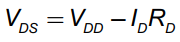 V_DS = V_DD − I_D R_D